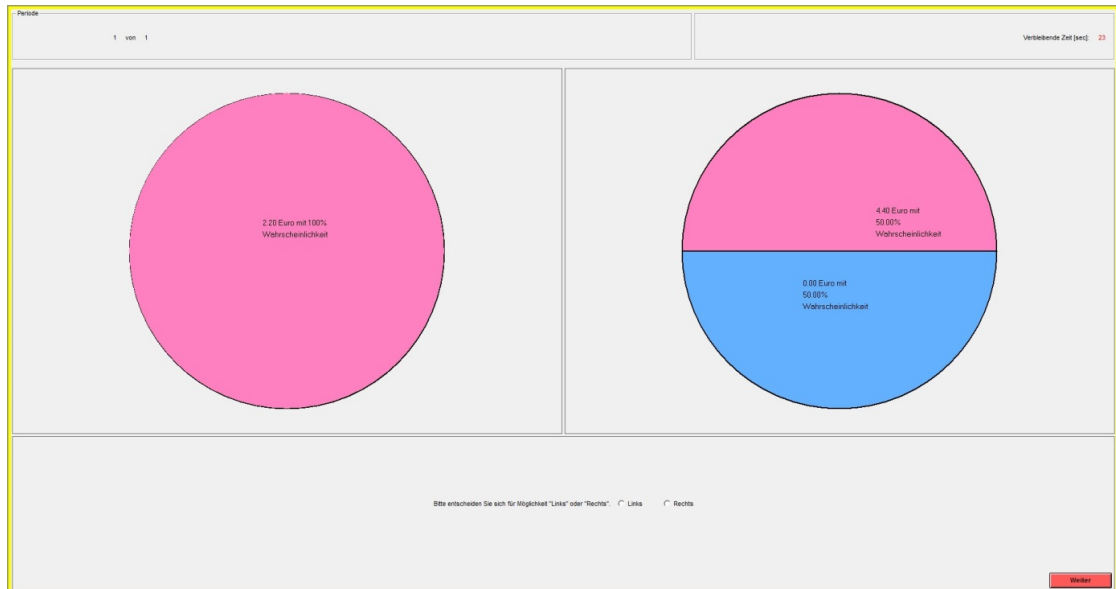 Periode
1 von 1
Verbleibende Zeit [sec]: 23
2.20 Euro mit 100%
Wahrscheinlichkeit
4.40 Euro mit
50.00%
Wahrscheinlichkeit
0.00 Euro mit
50.00%
Wahrscheinlichkeit
Bitte entscheiden Sie sich für Möglichkeit "Links" oder "Rechts". Links Rechts
Weiter